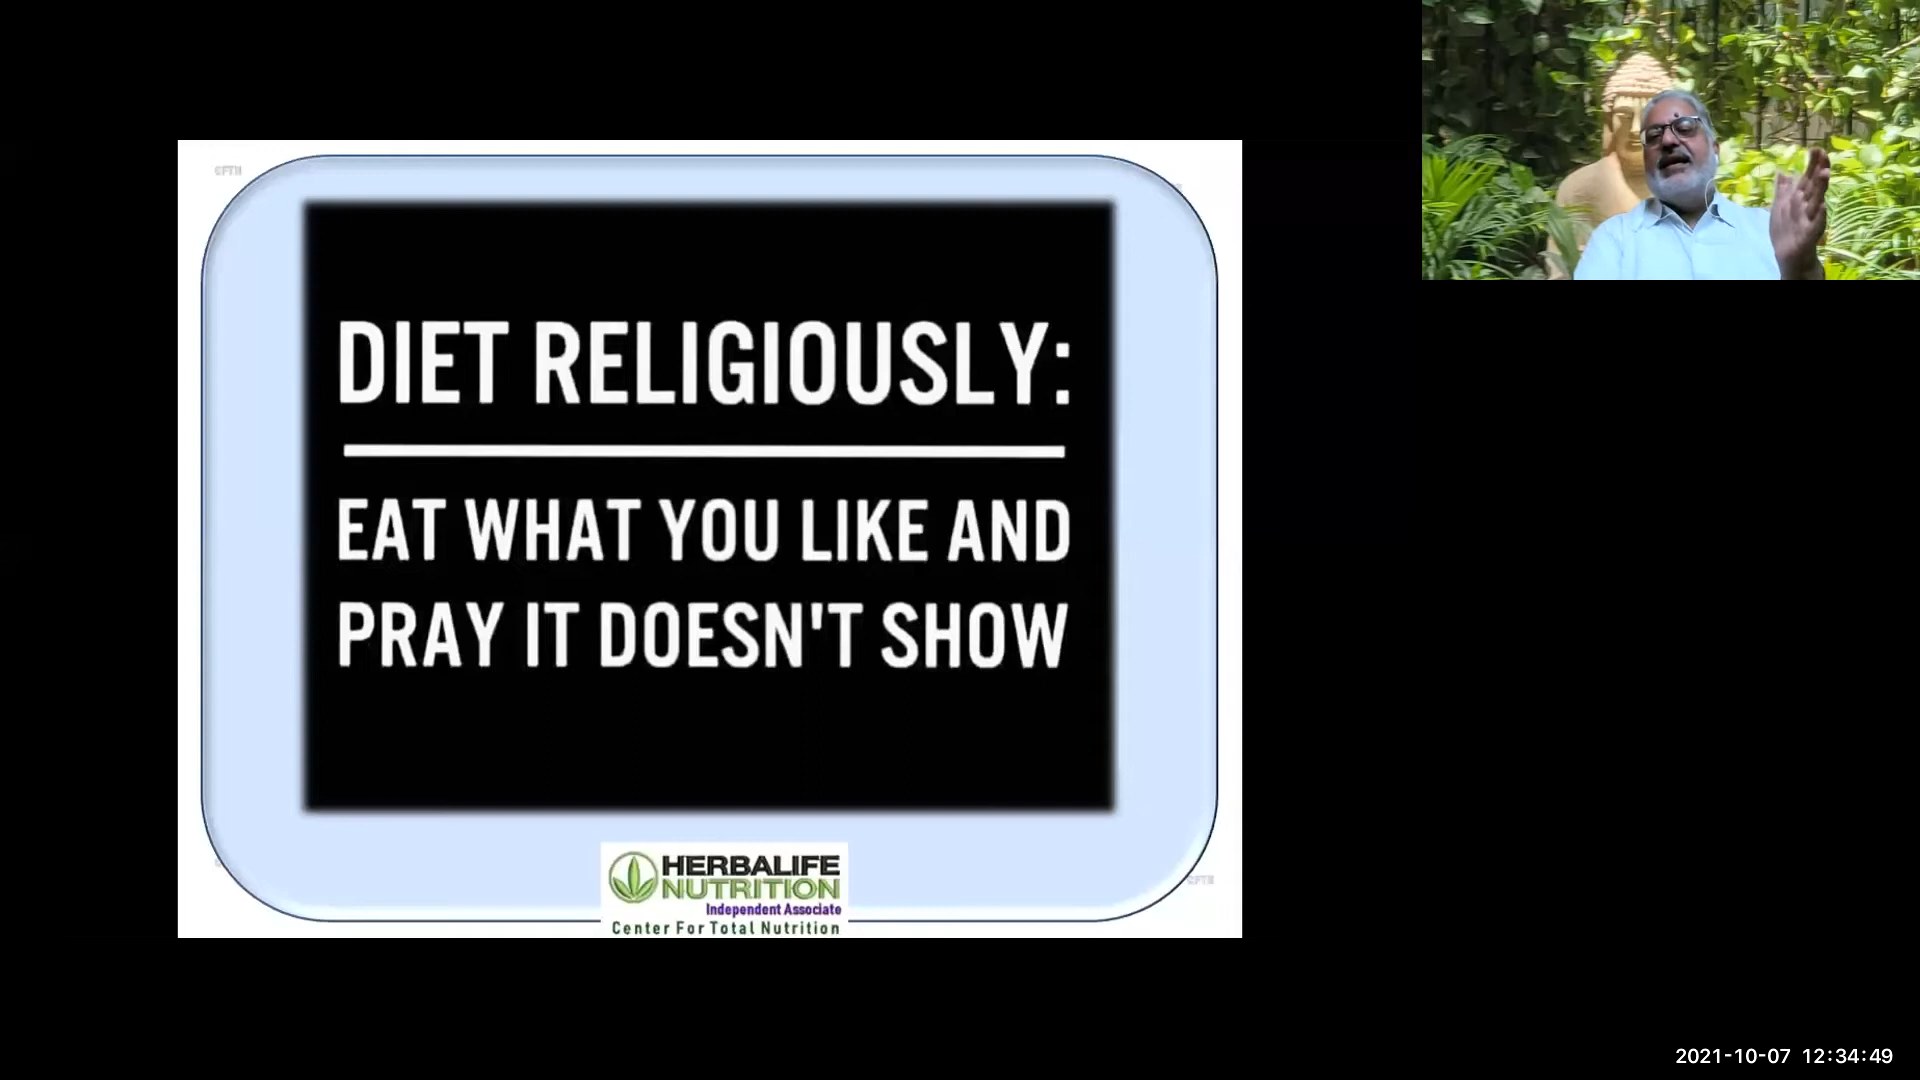 CFTN
DIET RELIGIOUSLY:
EAT WHAT YOU LIKE AND
PRAY IT DOESN'T SHOW
HERBALIFE
NUTRITION
Independent Associate
Center For Total Nutrition
2021-10-07 12:34:49